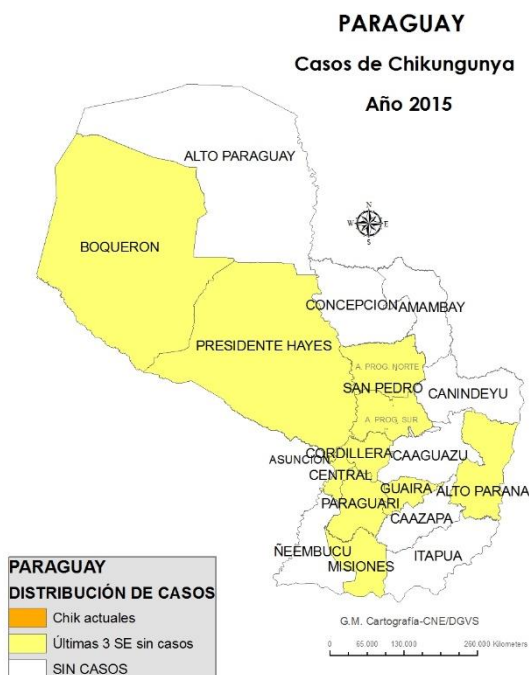 PARAGUAY
Casos de Chikungunya
Año 2015
ALTO PARAGUAY
N
W E
S
BOQUERON
CONCEPCION
AMAMBAY
PRESIDENTE HAYES
A. PROG. NORTE
SAN PEDRO
CANINDEYU
A. PROG. SUR
CORDILLERA
ASUNCION
CAAGUAZU
CENTRAL
GUAIRA
ALTO PARANA
PARAGUARI
CAAZAPA
ÑEEMBUCU
MISIONES
ITAPUA
PARAGUAY
DISTRIBUCIÓN DE CASOS
Chik actuales
Últimas 3 SE sin casos
SIN CASOS
G.M. Cartografía-CNE/DGVS
0 65.000 130.000 260.000 Kilometers